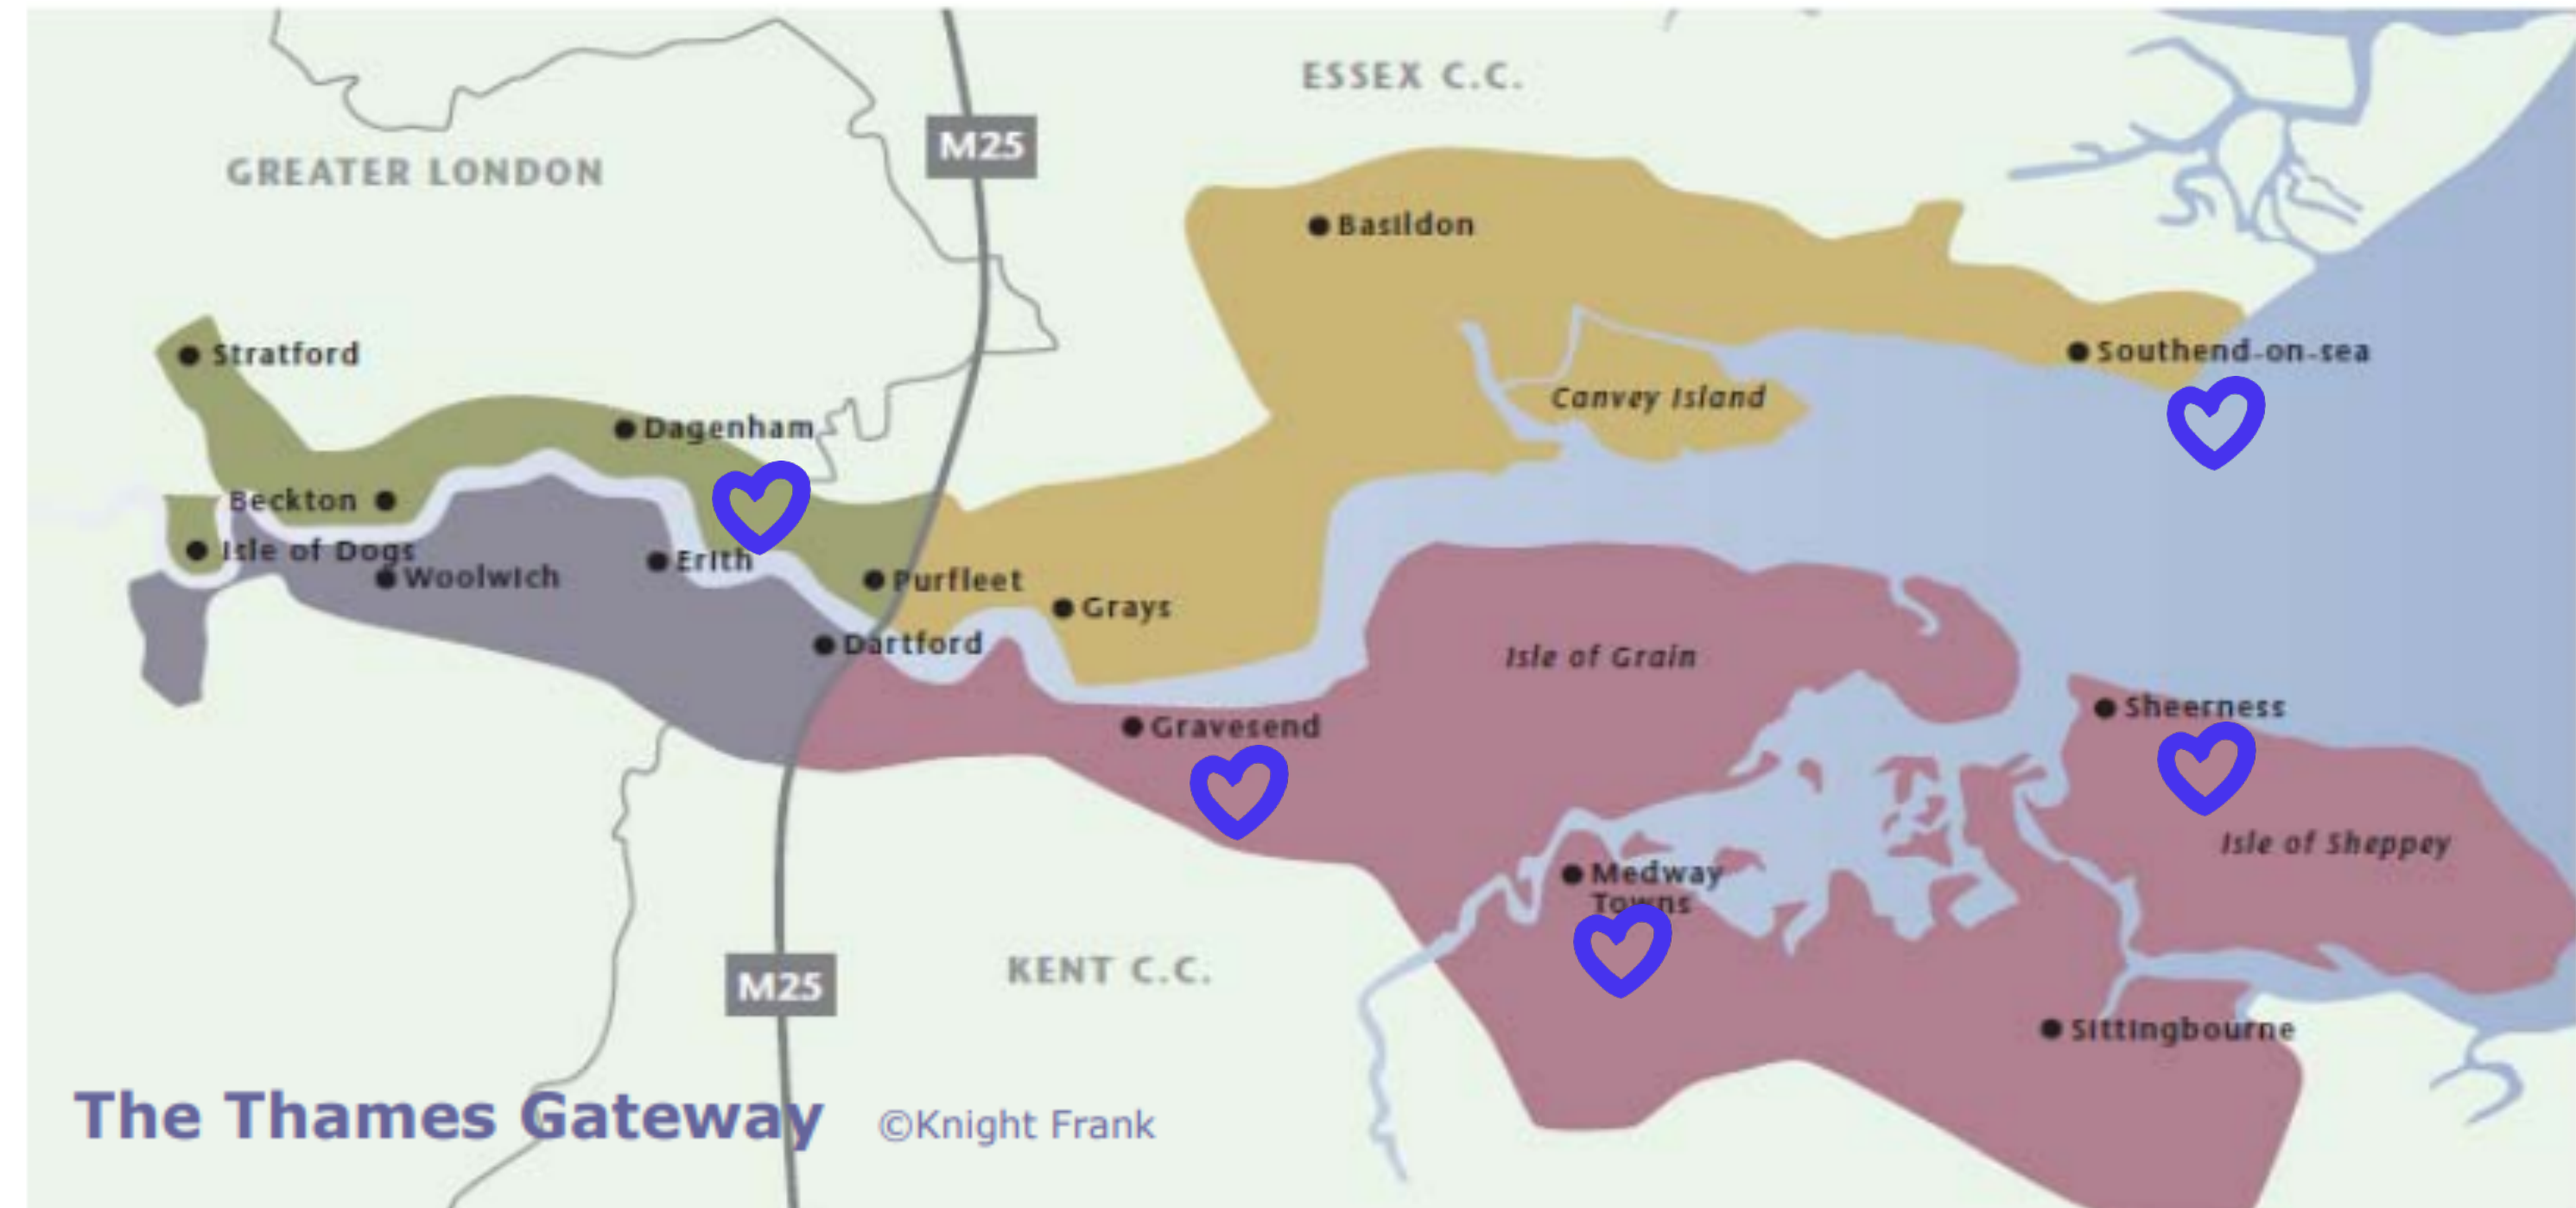 ESSEX C.C.
M25
GREATER LONDON
Basildon
Stratford
Southend-on-sea
Canvey Island
Dagenham
Beckton
Isle of Dogs
Erith
Woolwich
Purfleet
Grays
Dartford
Isle of Grain
Gravesend
Sheerness
Isle of Sheppey
Medway
Towns
KENT C.C.
M25
Sittingbourne
The Thames Gateway ©Knight Frank